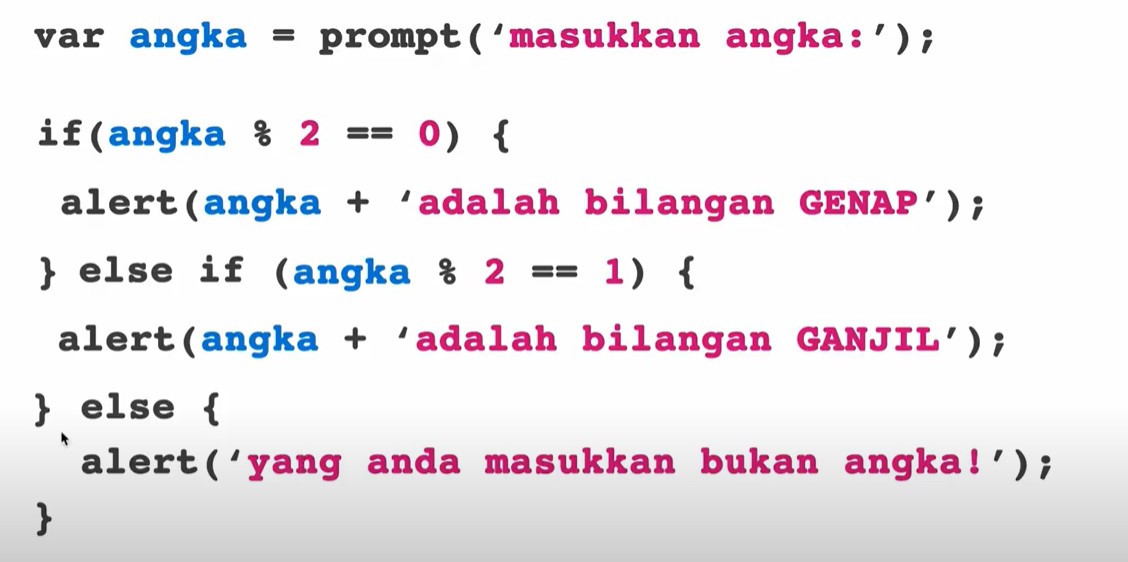 var angka = prompt(‘masukkan angka:’);
if(angka % 2 == 0) {
alert(angka + ‘adalah bilangan GENAP’);
} else if (angka % 2 == 1) {
alert(angka + ‘adalah bilangan GANJIL’);
} else {
alert(‘yang anda masukkan bukan angka!’);
}